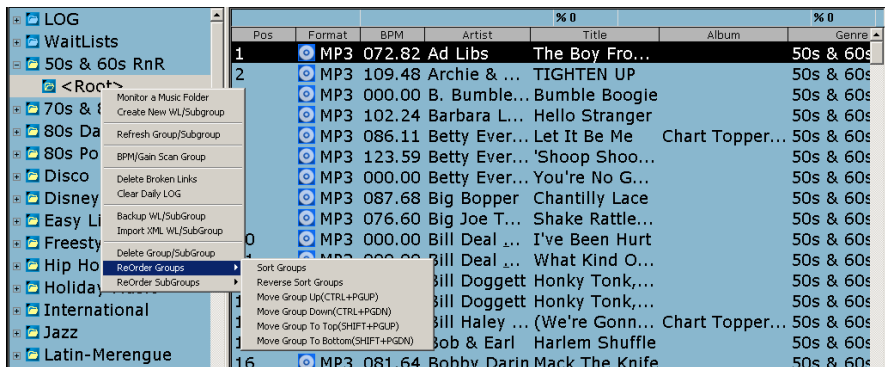 LOG
WaitLists
50s & 60s RnR
<Root>
70s &
80s Da
80s Po
Disco
Disney
Easy Li
Freesty
Hip Ho
Holiday Music
International
Jazz
Latin-Merengue
Monitor a Music Folder
Create New WL/Subgroup
Refresh Group/Subgroup
BPM/Gain Scan Group
Delete Broken Links
Clear Daily LOG
Backup WL/SubGroup
Import XML WL/SubGroup
Delete Group/SubGroup
ReOrder Groups
ReOrder SubGroups
Sort Groups
Reverse Sort Groups
Move Group Up(CTRL+PGUP)
Move Group Down(CTRL+PGDN)
Move Group To Top(SHIFT+PGUP)
Move Group To Bottom(SHIFT+PGDN)
% 0 % 0
Pos Format BPM Artist Title Album Genre
1 MP3 072.82 Ad Libs The Boy Fro... 50s & 60s
2 MP3 109.48 Archie & ... TIGHTEN UP 50s & 60s
MP3 000.00 B. Bumble... Bumble Boogie 50s & 60s
MP3 102.24 Barbara L... Hello Stranger 50s & 60s
MP3 086.11 Betty Ever... Let It Be Me Chart Topper... 50s & 60s
MP3 123.59 Betty Ever... 'Shoop Shoo... 50s & 60s
MP3 000.00 Betty Ever... You're No G... 50s & 60s
MP3 087.68 Big Bopper Chantilly Lace 50s & 60s
MP3 076.60 Big Joe T... Shake Rattle... 50s & 60s
0 MP3 000.00 Bill Deal ... I've Been Hurt 50s & 60s
Bill Deal ... What Kind O... 50s & 60s
Bill Doggett Honky Tonk,... 50s & 60s
Bill Doggett Honky Tonk,... 50s & 60s
Bill Haley ... (We're Gonn... Chart Topper... 50s & 60s
Bob & Earl Harlem Shuffle 50s & 60s
16 MP3 081.64 Bobby Darin Mack The Knife 50s & 60s